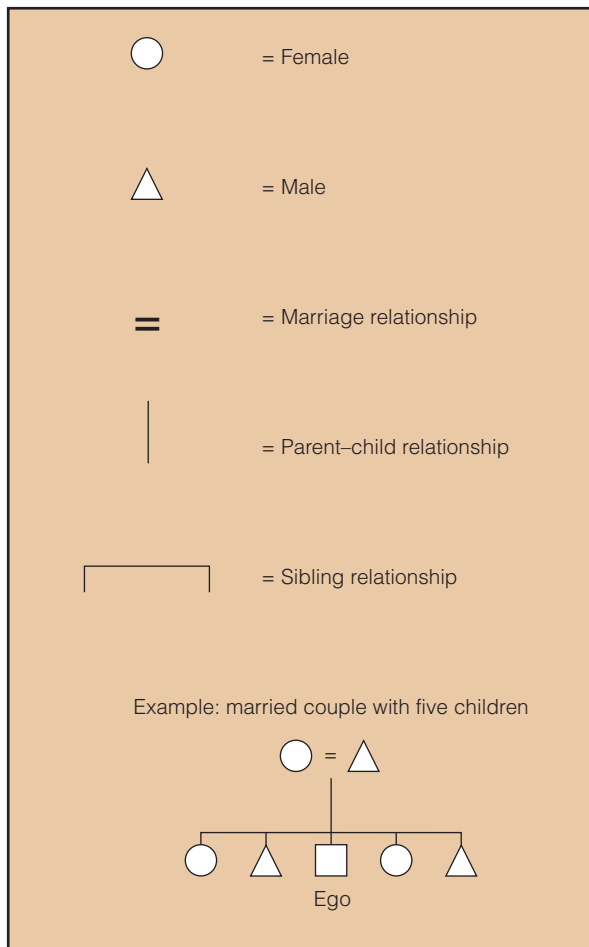 = Female
= Male
= Marriage relationship
= Parent–child relationship
= Sibling relationship
Example: married couple with five children
=
Ego